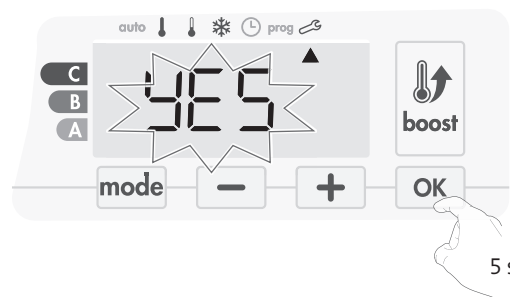 auto prog
C
B
A
YES
boost
mode − + OK
5 s